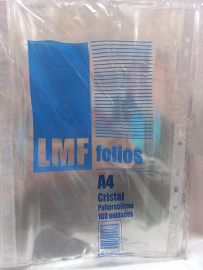 LMF folios
A4
Cristal
Polipropileno
100 unidades